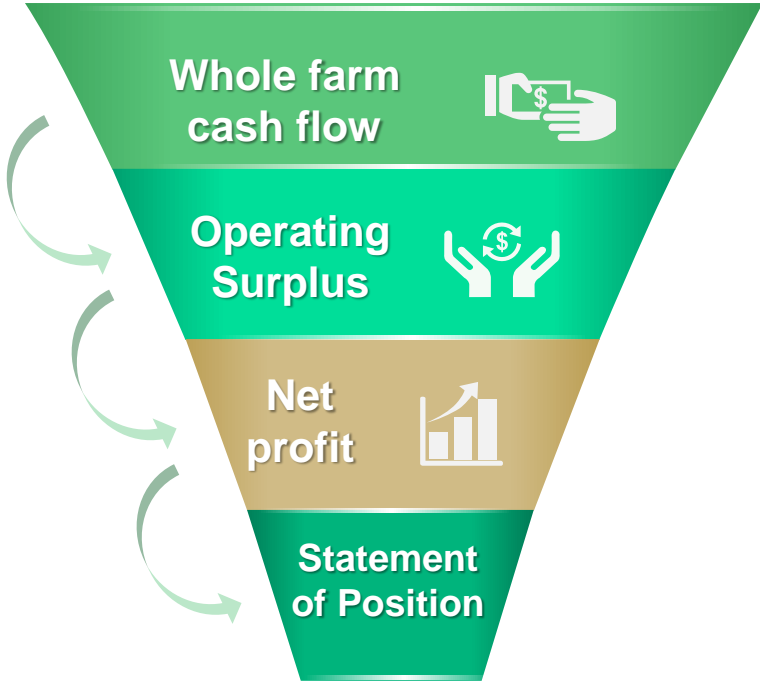 Whole farm
cash flow
$
Operating
Surplus
$
Net
profit
Statement
of Position